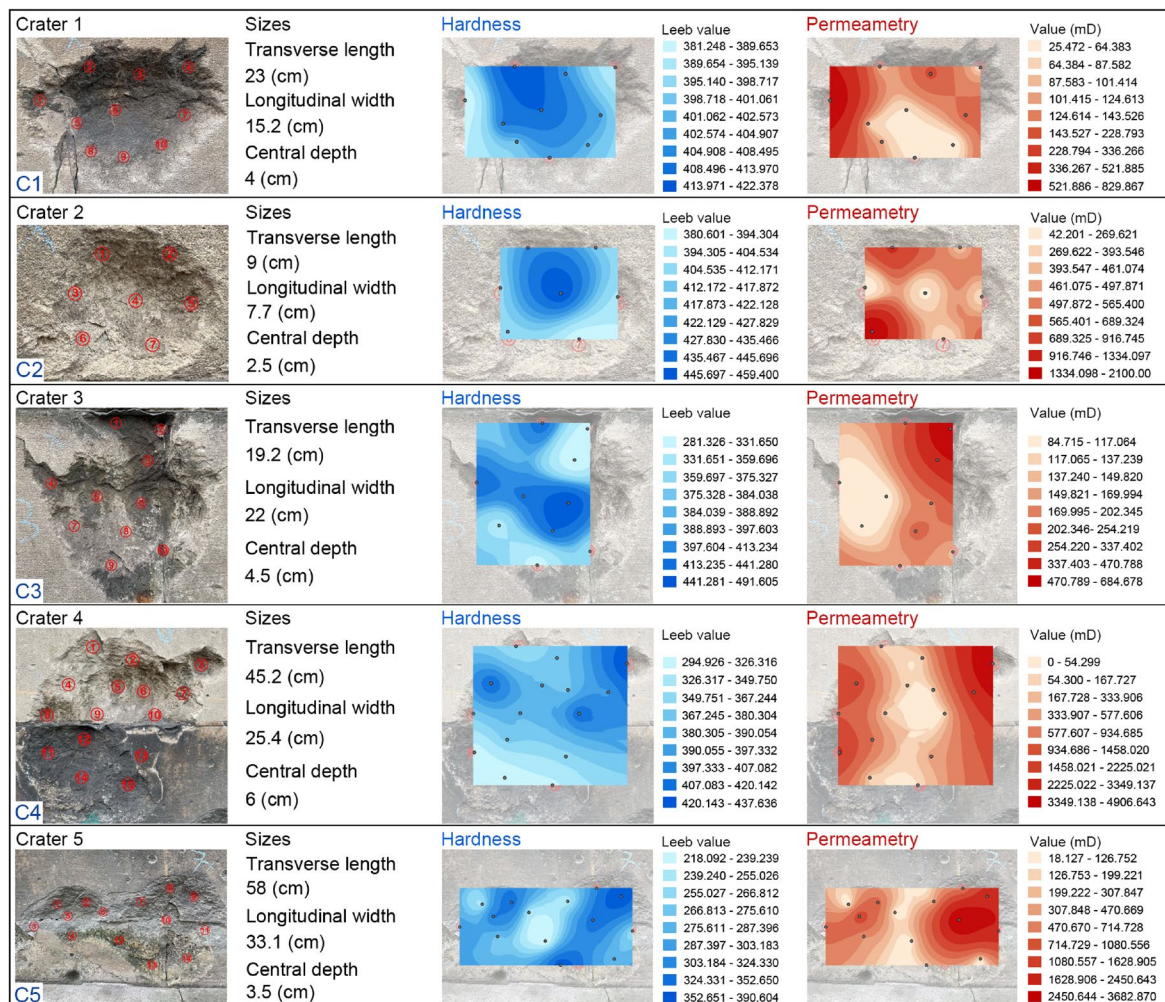 Crater 1
Sizes
Transverse length
23 (cm)
Longitudinal width
15.2 (cm)
Central depth
4 (cm)
C1
Hardness
Leeb value
381.248 - 389.653
389.654 - 395.139
395.140 - 398.717
398.718 - 401.061
401.062 - 402.573
402.574 - 404.907
404.908 - 408.495
408.496 - 413.970
413.971 - 422.378
Permeametry
Value (mD)
25.472 - 64.383
64.384 - 87.582
87.583 - 101.414
101.415 - 124.613
124.614 - 143.526
143.527 - 228.793
228.794 - 336.266
336.267 - 521.885
521.886 - 829.867
Crater 2
Sizes
Transverse length
9 (cm)
Longitudinal width
7.7 (cm)
Central depth
2.5 (cm)
C2
Hardness
Leeb value
380.601 - 394.304
394.305 - 404.534
404.535 - 412.171
412.172 - 417.872
417.873 - 422.128
422.129 - 427.829
427.830 - 435.466
435.467 - 445.696
445.697 - 459.400
Permeametry
Value (mD)
42.201 - 269.621
269.622 - 393.546
393.547 - 461.074
461.075 - 497.871
497.872 - 565.400
565.401 - 689.324
689.325 - 916.745
916.746 - 1334.097
1334.098 - 2100.00
Crater 3
Sizes
Transverse length
19.2 (cm)
Longitudinal width
22 (cm)
Central depth
4.5 (cm)
C3
Hardness
Leeb value
281.326 - 331.650
331.651 - 359.696
359.697 - 375.327
375.328 - 384.038
384.039 - 388.892
388.893 - 397.603
397.604 - 413.234
413.235 - 441.280
441.281 - 491.605
Permeametry
Value (mD)
84.715 - 117.064
117.065 - 137.239
137.240 - 149.820
149.821 - 169.994
169.995 - 202.345
202.346 - 254.219
254.220 - 337.402
337.403 - 470.788
470.789 - 684.678
Crater 4
Sizes
Transverse length
45.2 (cm)
Longitudinal width
25.4 (cm)
Central depth
6 (cm)
C4
Hardness
Leeb value
294.926 - 326.316
326.317 - 349.750
349.751 - 367.244
367.245 - 380.304
380.305 - 390.054
390.055 - 397.332
397.333 - 407.082
407.083 - 420.142
420.143 - 437.636
Permeametry
Value (mD)
0 - 54.299
54.300 - 167.727
167.728 - 333.906
333.907 - 577.606
577.607 - 934.685
934.686 - 1458.020
1458.021 - 2225.021
2225.022 - 3349.137
3349.138 - 4906.643
Crater 5
Sizes
Transverse length
58 (cm)
Longitudinal width
33.1 (cm)
Central depth
3.5 (cm)
C5
Hardness
Leeb value
218.092 - 239.239
239.240 - 255.026
255.027 - 266.812
266.813 - 275.610
275.611 - 287.396
287.397 - 303.183
303.184 - 324.330
324.331 - 352.650
352.651 - 390.604
Permeametry
Value (mD)
18.127 - 126.752
126.753 - 199.221
199.222 - 307.847
307.848 - 470.669
470.670 - 714.728
714.729 - 1080.556
1080.557 - 1628.905
1628.906 - 2450.643
2450.644 - 3682.870